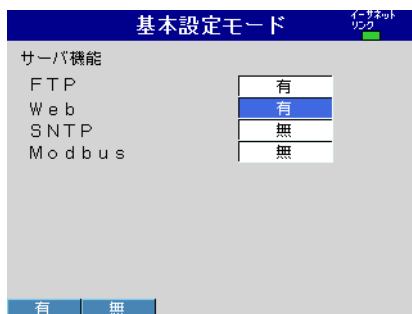 基本設定モード
イーサネット
リンク
サーバ機能
ＦＴＰ 有
Ｗｅｂ 有
ＳＮＴＰ 無
Ｍｏｄｂｕｓ 無
有 無